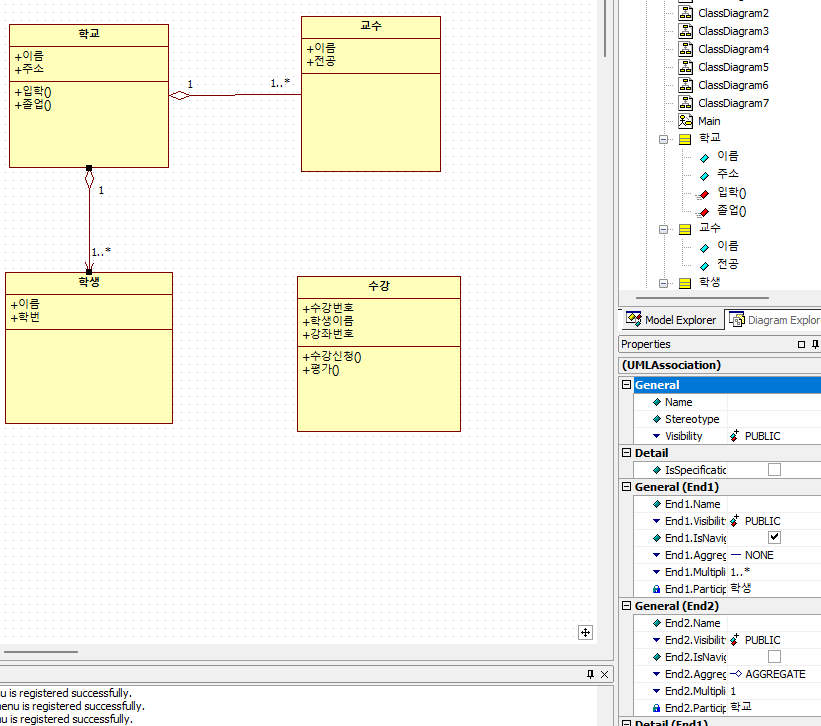 학교
+이름
+주소
+입학()
+졸업()
교수
+이름
+전공
1
1..*
1
1..*
학생
+이름
+학번
수강
+수강번호
+학생이름
+강좌번호
+수강신청()
+평가()
ClassDiagram2
ClassDiagram3
ClassDiagram4
ClassDiagram5
ClassDiagram6
ClassDiagram7
Main
학교
이름
주소
입학()
졸업()
교수
이름
전공
학생
Model Explorer
Diagram Explor
Properties
(UMLAssociation)
General
Name
Stereotype
Visibility PUBLIC
Detail
IsSpecificatic
General (End1)
End1.Name
End1.Visibilit PUBLIC
End1.IsNavig
End1.Aggreg NONE
End1.Multipli 1..*
End1.Particip 학생
General (End2)
End2.Name
End2.Visibilit PUBLIC
End2.IsNavig
End2.Aggreg AGGREGATE
End2.Multipli 1
End2.Particip 학교
Detail (End1)
u is registered successfully.
enu is registered successfully.
nu is registered successfully.